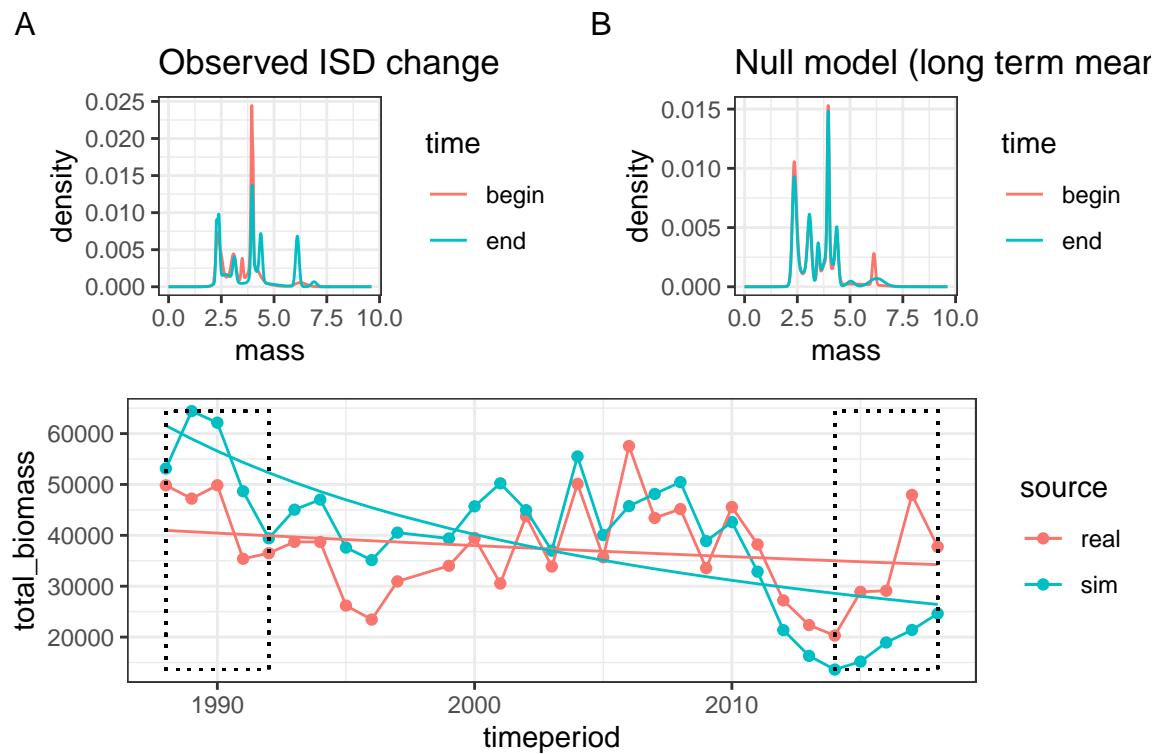 A
Observed ISD change
0.025
0.020
0.015
0.010
0.005
0.000
density
0.0 2.5 5.0 7.5 10.0
mass
time
begin
end
B
Null model (long term mear
0.015
0.010
0.005
0.000
density
0.0 2.5 5.0 7.5 10.0
mass
time
begin
end
60000
50000
40000
30000
20000
total_biomass
1990 2000 2010
timeperiod
source
real
sim